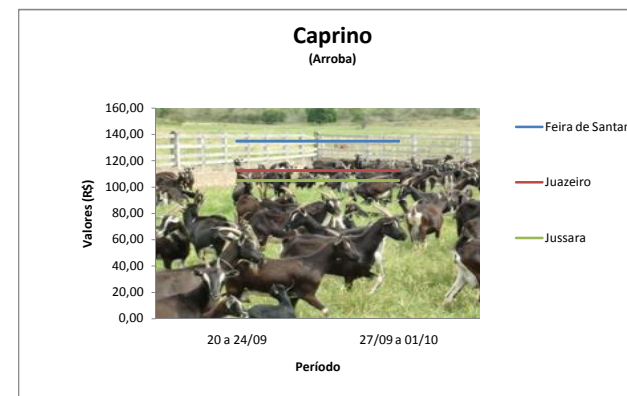 Caprino
(Arroba)
Valores (R$)
160,00
140,00
120,00
100,00
80,00
60,00
40,00
20,00
0,00
20 a 24/09
27/09 a 01/10
Período
Feira de Santan
Juazeiro
Jussara